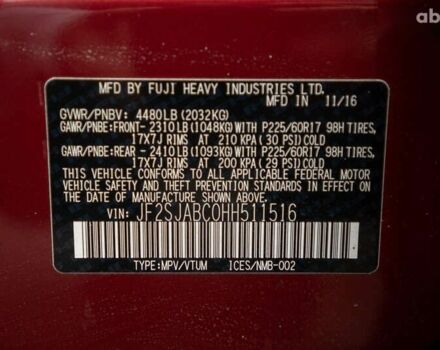 ab
MFD BY FUJI HEAVY INDUSTRIES LTD.
MFD IN 11/16
GVWR/PNBV: 4480LB(2032KG)
GAWR/PNBE:FRONT-2310LB(1048KG)WITH P225/60R17 98H TIRES,
17X7J RIMS AT 210 KPA(30 PSI)COLD
GAWR/PNBE:REAR -2410LB(1093KG)WITH P225/60R17 98H TIRES,
17X7J RIMS AT 200 KPA(29 PSI)COLD
THIS VEHICLE CONFORMS TO ALL APPLICABLE FEDERAL MOTOR
VEHICLE SAFETY, BUMPER AND THEFT PREVENTION STANDARDS IN EFFECT
ON THE DATE OF MANUFACTURE SHOWN ABOVE.
VIN: JF2SJABC0HH511516
TYPE:MPV/VTUM ICES/NMB-002